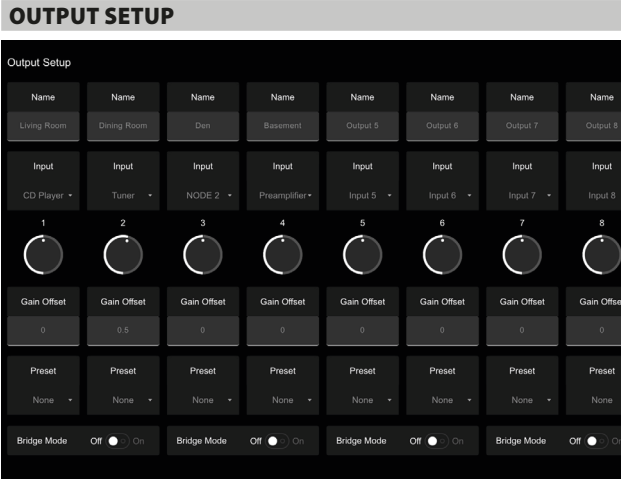 OUTPUT SETUP
Output Setup
Name Name Name Name Name Name Name Name
Living Room Dining Room Den Basement Output 5 Output 6 Output 7 Output 8
Input Input Input Input Input Input Input Input
CD Player Tuner NODE 2 Preamplifier Input 5 Input 6 Input 7 Input 8
1 2 3 4 5 6 7 8
Gain Offset Gain Offset Gain Offset Gain Offset Gain Offset Gain Offset Gain Offset Gain Offse
0 0.5 0 0 0 0 0 0
Preset Preset Preset Preset Preset Preset Preset Preset
None None None None None None None None
Bridge Mode Off On Bridge Mode Off On Bridge Mode Off On Bridge Mode Off On